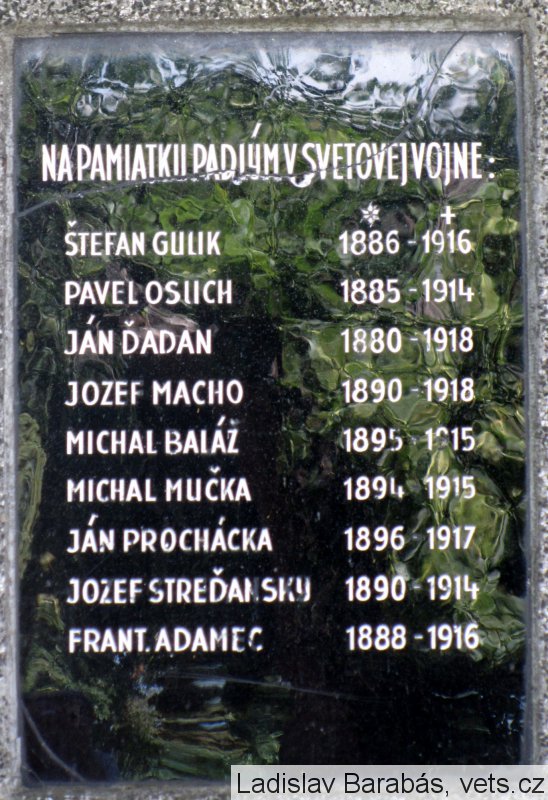 NA PAMIATKU PADLÝM V SVETOVEJ VOJNE:
* +
ŠTEFAN GULIK 1886 - 1916
PAVEL OSUCH 1885 - 1914
JÁN ĎADAN 1880 - 1918
JOZEF MACHO 1890 - 1918
MICHAL BALÁŽ 1895 - 1915
MICHAL MUČKA 1894 - 1915
JÁN PROCHÁCKA 1896 - 1917
JOZEF STREĎANSKY 1890 - 1914
FRANT. ADAMEC 1888 - 1916
Ladislav Barabás, vets.cz